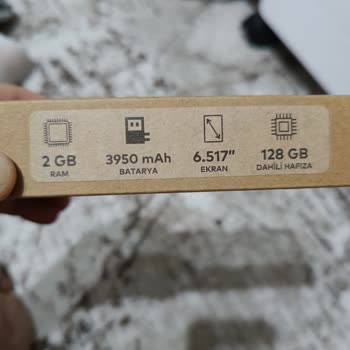 2 GB
RAM
3950 mAh
BATARYA
6.517"
EKRAN
128 GB
DAHİLİ HAFIZA